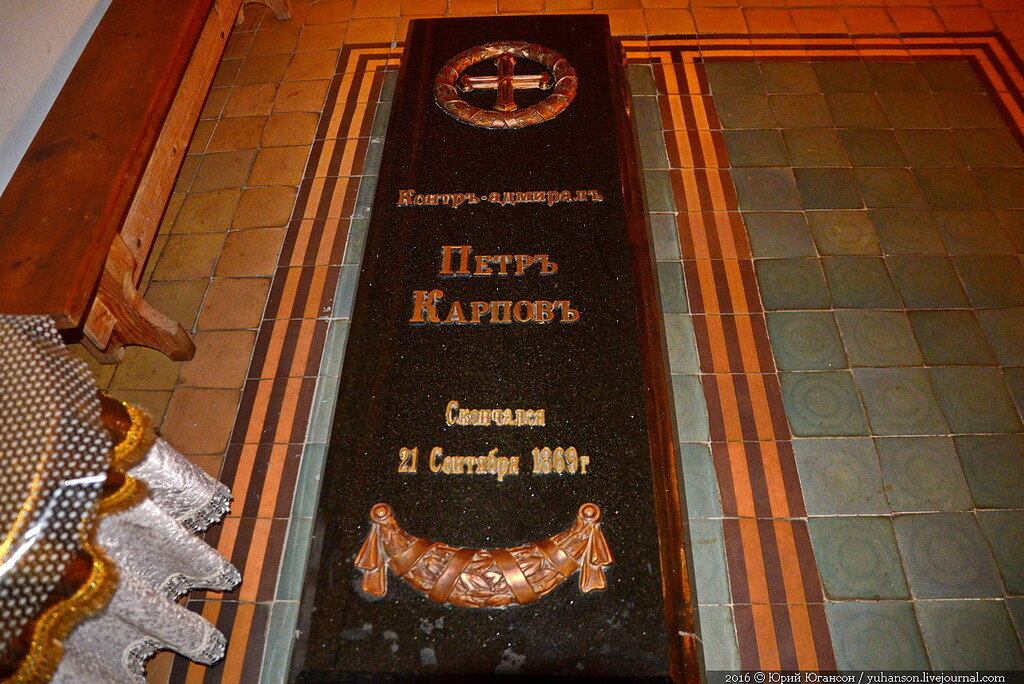 Контръ-адмиралъ
Петръ
Карповъ
Скончался
21 Сентября 1869 г
2016 © Юрий Югансон / yuhanson.livejournal.com